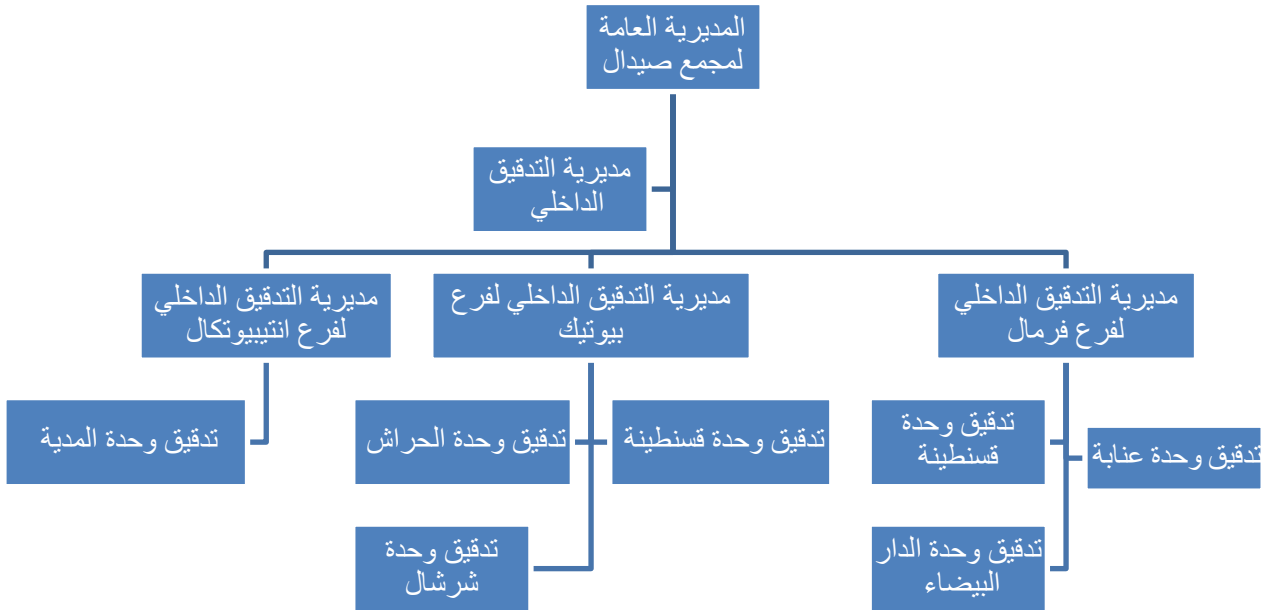 المديرية العامة
لمجمع صيدال
مديرية التدقيق
الداخلي
مديرية التدقيق الداخلي
لفرع فرمال
مديرية التدقيق الداخلي لفرع
بيوتيك
مديرية التدقيق الداخلي
لفرع انتيبيوتكال
تدقيق وحدة عنابة
تدقيق وحدة
قسنطينة
تدقيق وحدة قسنطينة
تدقيق وحدة الحراش
تدقيق وحدة المدية
تدقيق وحدة الدار
البيضاء
تدقيق وحدة
شرشال